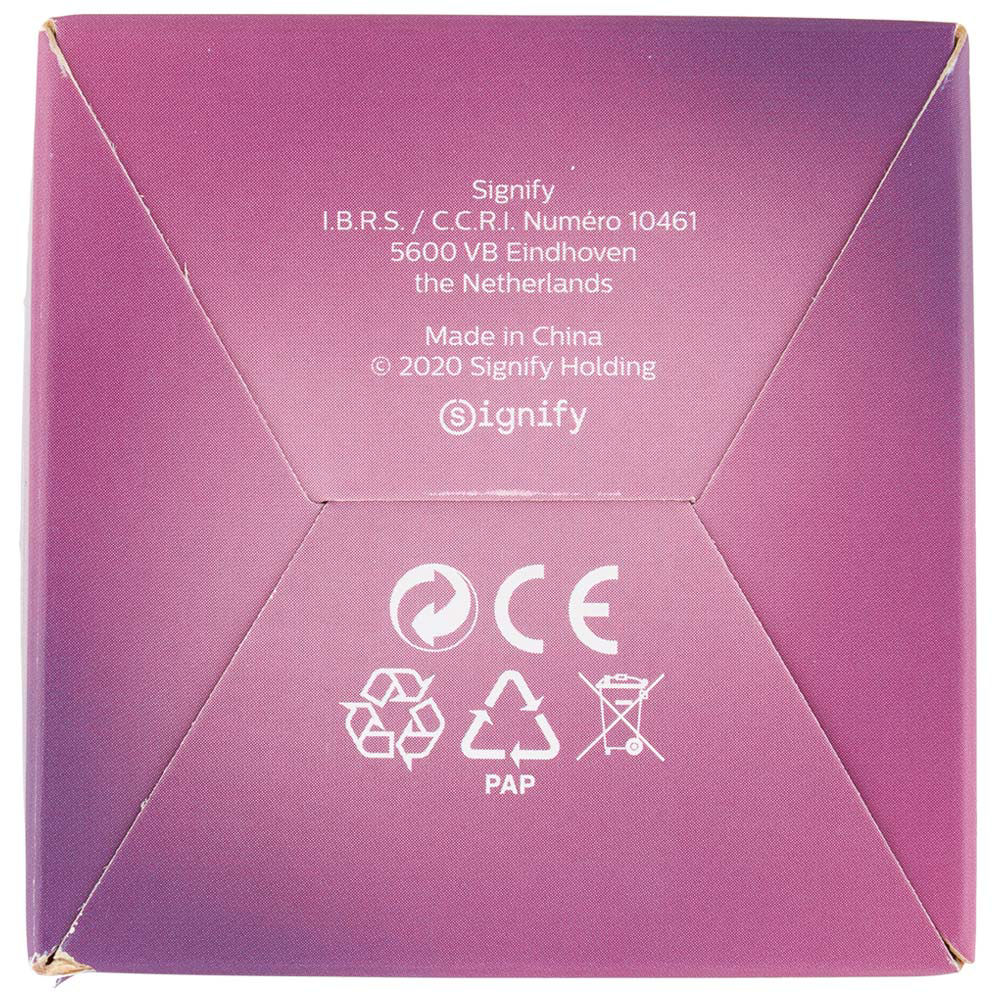 Signify
I.B.R.S. / C.C.R.I. Numéro 10461
5600 VB Eindhoven
the Netherlands
Made in China
© 2020 Signify Holding
Signify
CE
PAP